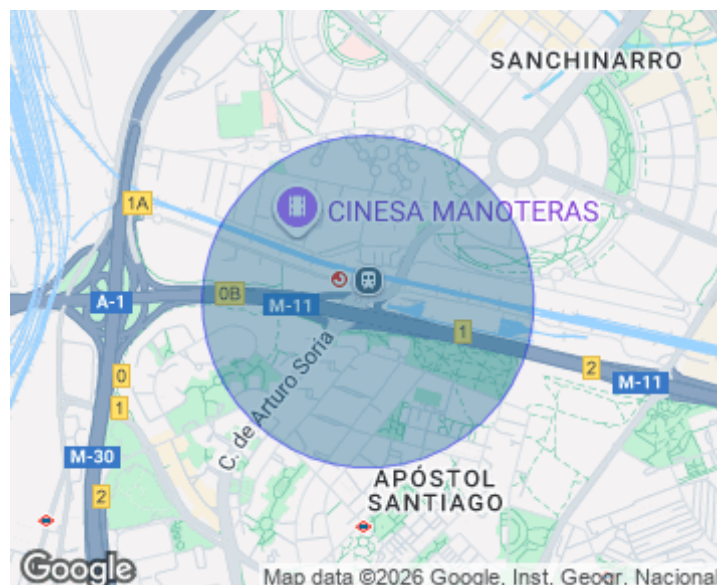 SANCHINARRO
1A
CINESA MANOTERAS
0B
A-1
M-11
1
C. de Arturo Soria
2
0
M-11
1
M-30
APÓSTOL
SANTIAGO
2
Google
Map data ©2026 Google, Inst. Geogr. Nacional